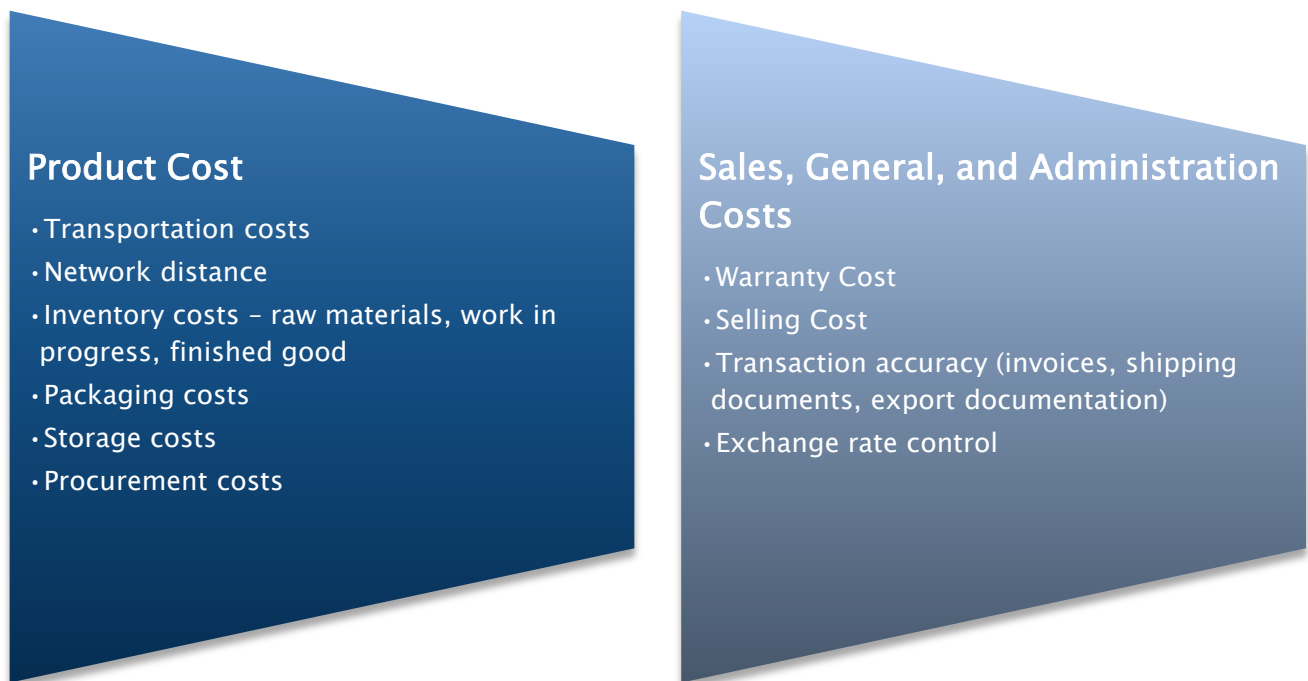 Product Cost
•Transportation costs
•Network distance
•Inventory costs – raw materials, work in
progress, finished good
•Packaging costs
•Storage costs
•Procurement costs
Sales, General, and Administration
Costs
•Warranty Cost
•Selling Cost
•Transaction accuracy (invoices, shipping
documents, export documentation)
•Exchange rate control